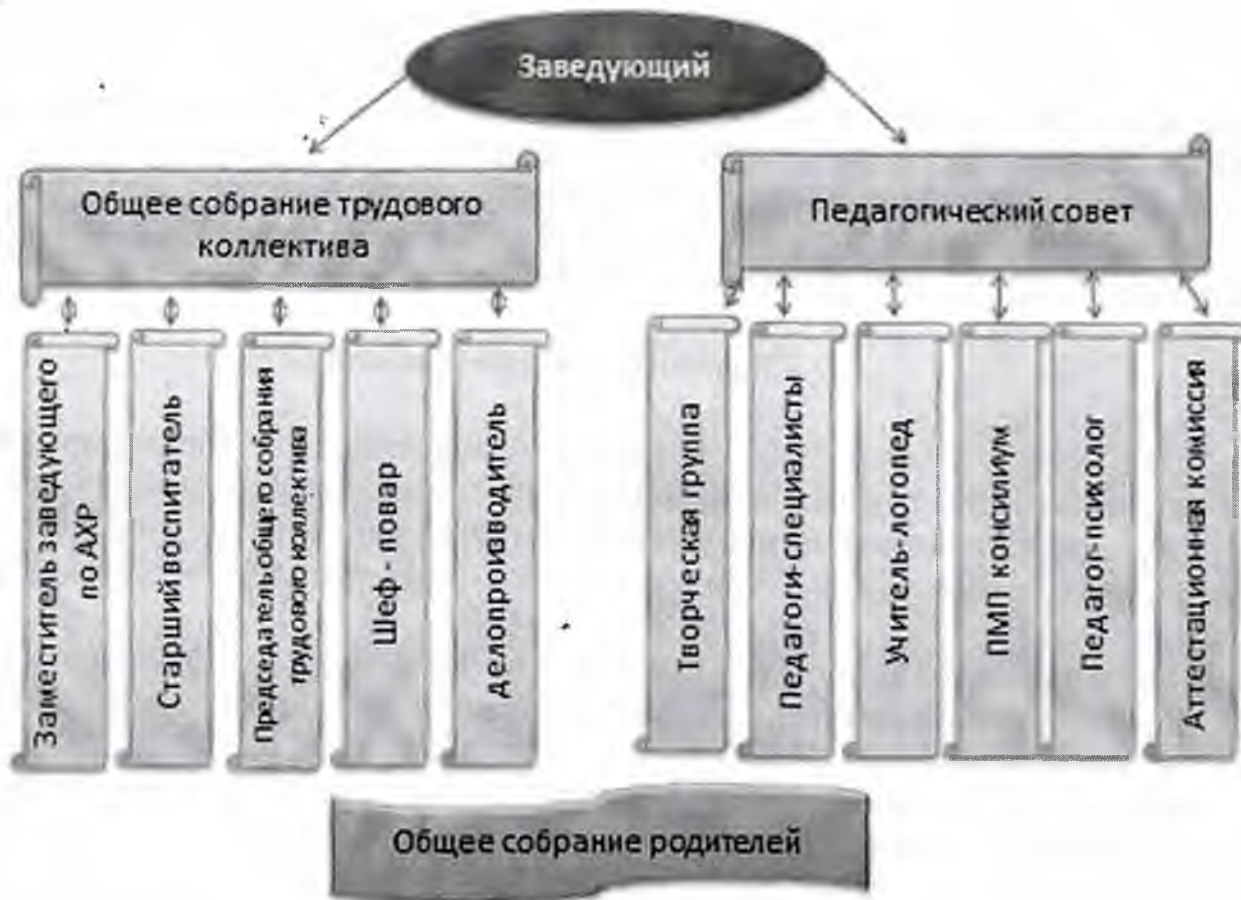 Заведующий
Общее собрание трудового
коллектива
Педагогический совет
Заместитель заведующего
по АХР
Старший воспитатель
Председатель общего собрания
трудового коллектива
Шеф - повар
делопроизводитель
Творческая группа
Педагоги-специалисты
Учитель-логопед
ПМП консилиум
Педагог-психолог
Аттестационная комиссия
Общее собрание родителей